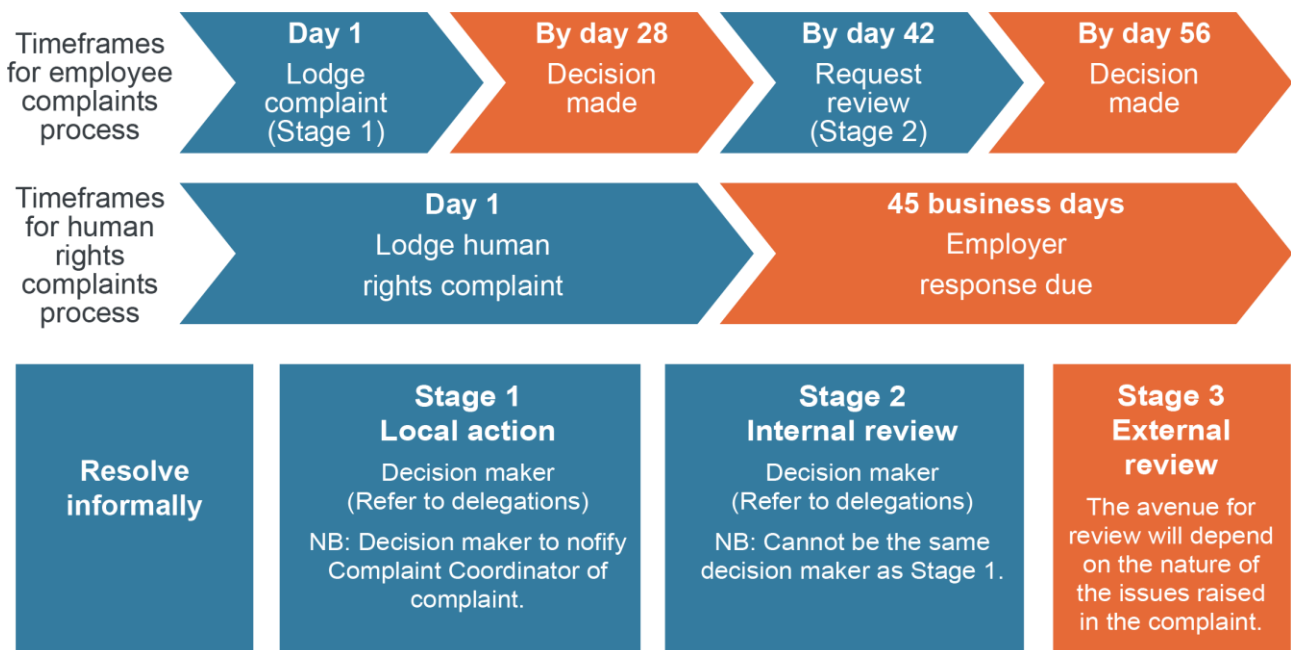 Timeframes
for employee
complaints
process
Day 1
Lodge
complaint
(Stage 1)
By day 28
Decision
made
By day 42
Request
review
(Stage 2)
By day 56
Decision
made
Timeframes
for human
rights
complaints
process
Day 1
Lodge human
rights complaint
45 business days
Employer
response due
Resolve
informally
Stage 1
Local action
Decision maker
(Refer to delegations)
NB: Decision maker to nofify
Complaint Coordinator of
complaint.
Stage 2
Internal review
Decision maker
(Refer to delegations)
NB: Cannot be the same
decision maker as Stage 1.
Stage 3
External
review
The avenue for
review will depend
on the nature of
the issues raised
in the complaint.